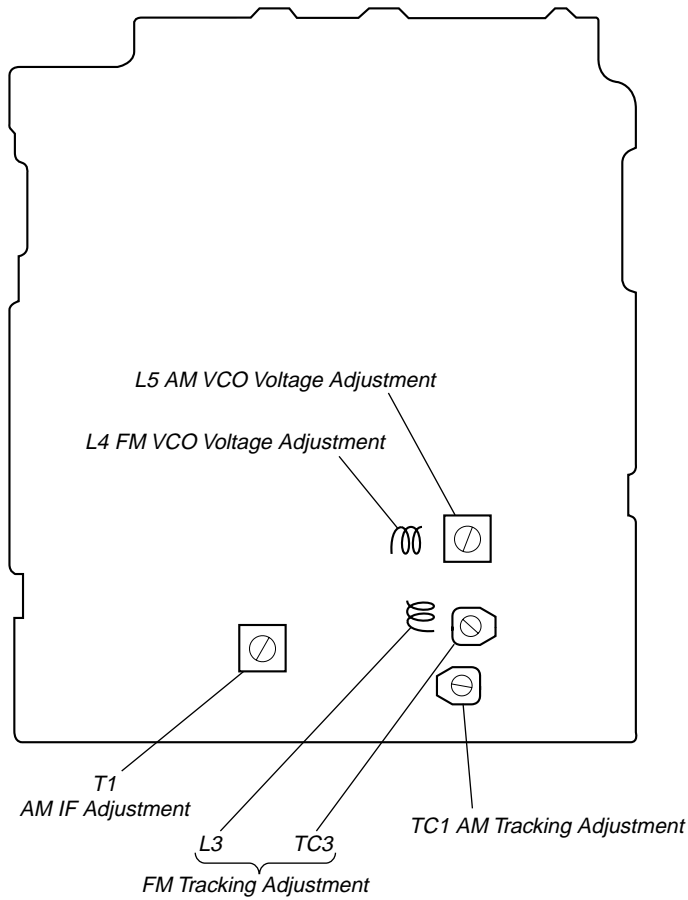 L5 AM VCO Voltage Adjustment
L4 FM VCO Voltage Adjustment
T1
AM IF Adjustment
L3
TC3
FM Tracking Adjustment
TC1 AM Tracking Adjustment